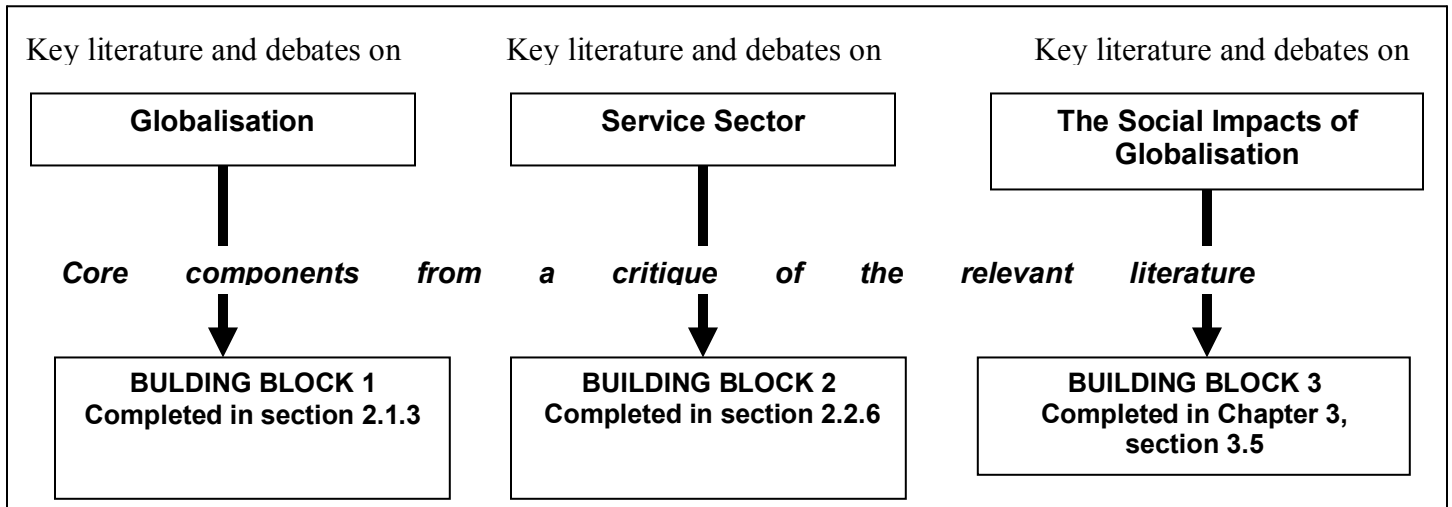 Key literature and debates on Key literature and debates on Key literature and debates on
Globalisation
Service Sector
The Social Impacts of
Globalisation
Core components from a critique of the relevant literature
BULDING BLOCK 1
Completed in section 2.1.3
BUILDING BLOCK 2
Completed in section 2.2.6
BUILDING BLOCK 3
Completed in Chapter 3,
section 3.5